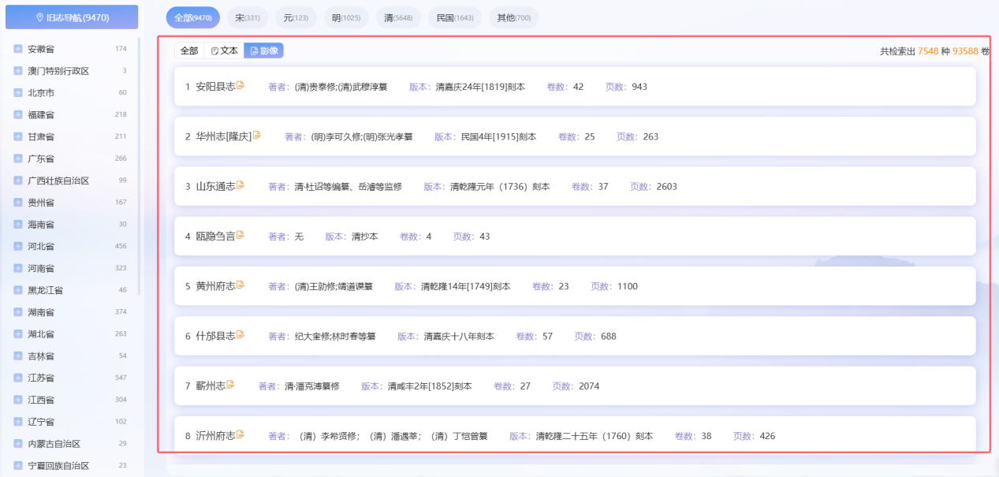 旧志导航(9470)
安徽省 174
澳门特别行政区 3
北京市 60
福建省 218
甘肃省 211
广东省 266
广西壮族自治区 99
贵州省 167
海南省 30
河北省 456
河南省 323
黑龙江省 46
湖南省 374
湖北省 263
吉林省 54
江苏省 547
江西省 304
辽宁省 102
内蒙古自治区 29
宁夏回族自治区 23
全部(9470) 宋(331) 元(123) 明(1025) 清(5648) 民国(1643) 其他(700)
全部 文本 影像 共检索出 7548 种 93588 卷
1 安阳县志 著者：(清)贵泰修;(清)武穆淳纂 版本：清嘉庆24年[1819]刻本 卷数：42 页数：943
2 华州志[隆庆] 著者：(明)李可久修;(明)张光孝纂 版本：民国4年[1915]刻本 卷数：25 页数：263
3 山东通志 著者：清·杜诏等编纂、岳濬等监修 版本：清乾隆元年（1736）刻本 卷数：37 页数：2603
4 瓯隐刍言 著者：无 版本：清抄本 卷数：4 页数：43
5 黄州府志 著者：(清)王勍修;靖道谟纂 版本：清乾隆14年[1749]刻本 卷数：23 页数：1100
6 什邡县志 著者：纪大奎修;林时春等纂 版本：清嘉庆十八年刻本 卷数：57 页数：688
7 蕲州志 著者：清·潘克溥纂修 版本：清咸丰2年[1852]刻本 卷数：27 页数：2074
8 沂州府志 著者：（清）李希贤修；（清）潘遇莘；（清）丁恺曾纂 版本：清乾隆二十五年（1760）刻本 卷数：38 页数：426